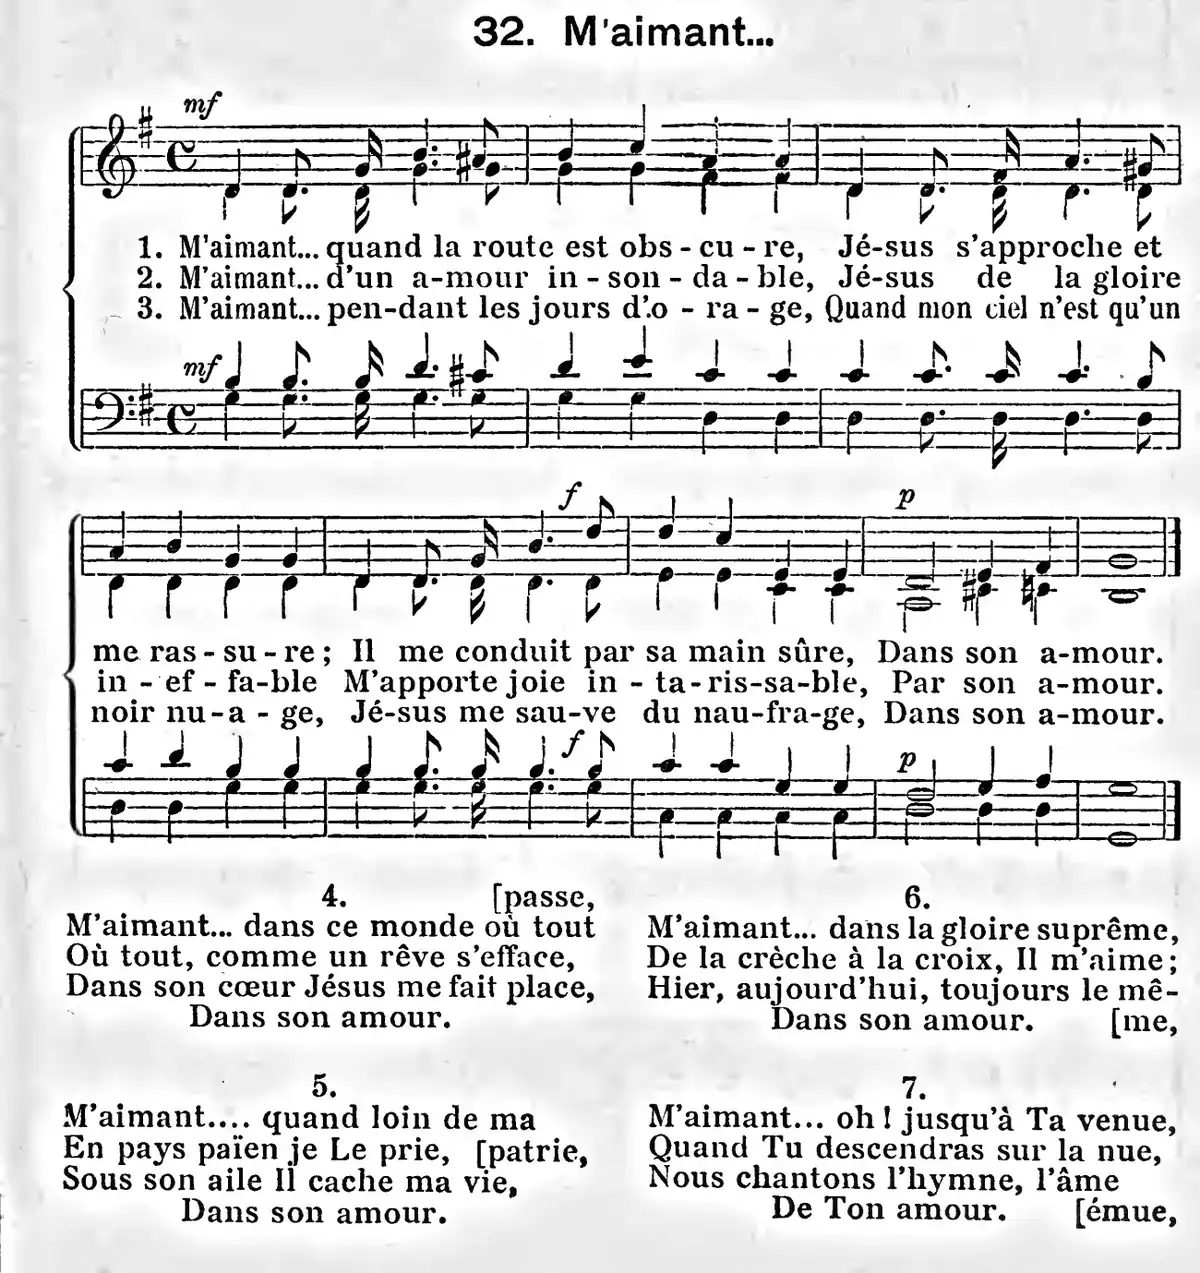 32. M'aimant...
mf
1. M'aimant... quand la route est obs - cu - re, Jé-sus s'approche et
2. M'aimant... d'un a-mour in - son - da - ble, Jé-sus de la gloire
3. M'aimant... pen-dant les jours d'o - ra - ge, Quand mon ciel n'est qu'un
mf
f p
me ras - su - re ; Il me conduit par sa main sûre, Dans son a-mour.
in - ef - fa-ble M'apporte joie in - ta-ris-sa-ble, Par son a-mour.
noir nu-a - ge, Jé-sus me sau-ve du nau-fra-ge, Dans son a-mour.
f p
4. [passe,
M'aimant... dans ce monde où tout
Où tout, comme un rêve s'efface,
Dans son cœur Jésus me fait place,
Dans son amour.
5.
M'aimant.... quand loin de ma
En pays païen je Le prie, [patrie,
Sous son aile Il cache ma vie,
Dans son amour.
6.
M'aimant... dans la gloire suprême,
De la crèche à la croix, Il m'aime ;
Hier, aujourd'hui, toujours le mê-
Dans son amour. [me,
7.
M'aimant... oh ! jusqu'à Ta venue,
Quand Tu descendras sur la nue,
Nous chantons l'hymne, l'âme
De Ton amour. [émue,